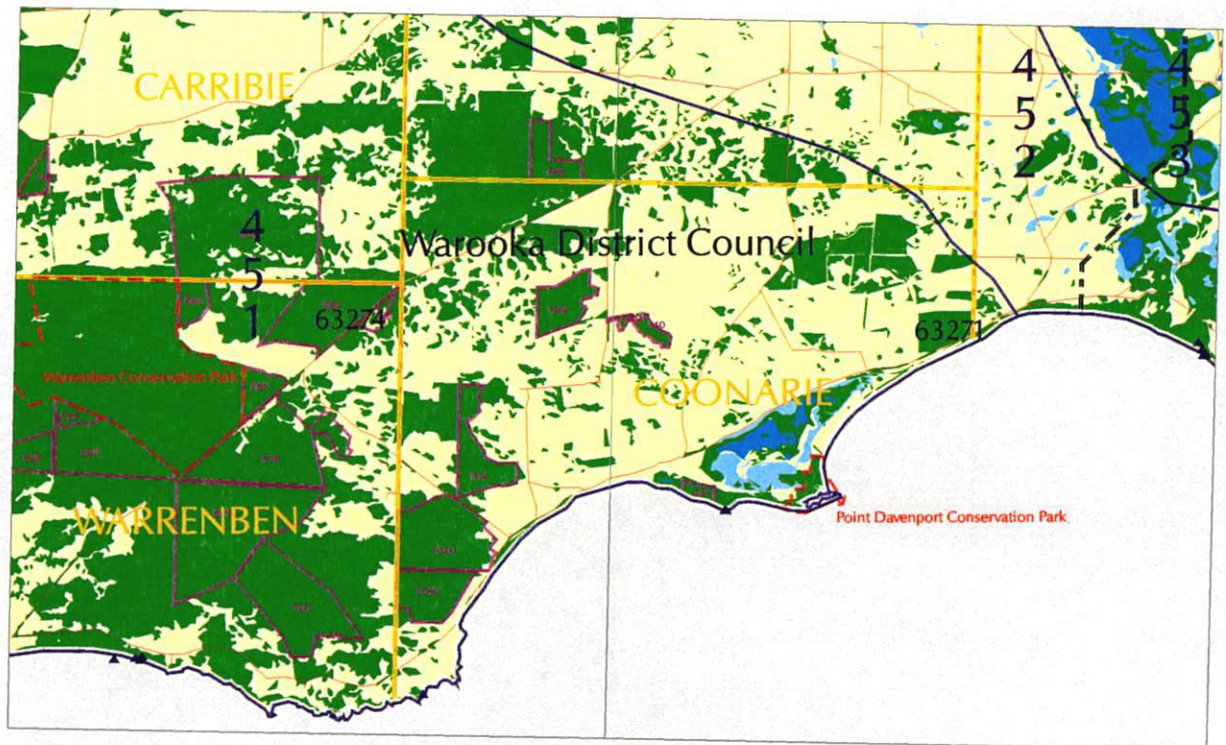 CARRIBIE
4
5
2
4
5
3
4
5
1
Warooka District Council
63274
63271
Warrenben Conservation Park
COONARIE
WARRENBEN
Point Davenport Conservation Park